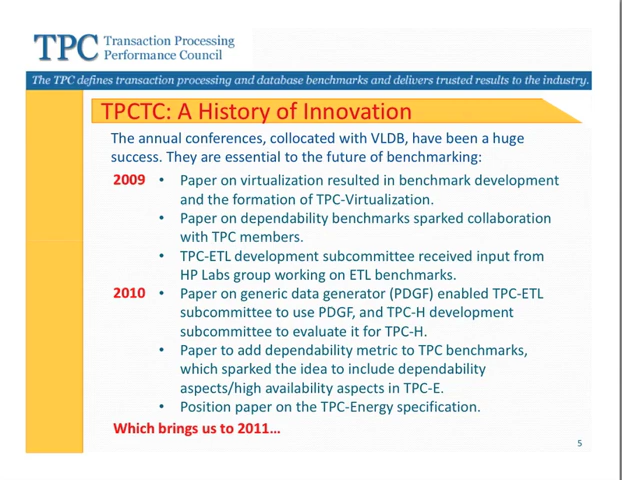 TPC Transaction Processing
Performance Council
The TPC defines transaction processing and database benchmarks and delivers trusted results to the industry.
TPCTC: A History of Innovation
The annual conferences, collocated with VLDB, have been a huge
success. They are essential to the future of benchmarking:
2009 • Paper on virtualization resulted in benchmark development
and the formation of TPC-Virtualization.
• Paper on dependability benchmarks sparked collaboration
with TPC members.
• TPC-ETL development subcommittee received input from
HP Labs group working on ETL benchmarks.
2010 • Paper on generic data generator (PDGF) enabled TPC-ETL
subcommittee to use PDGF, and TPC-H development
subcommittee to evaluate it for TPC-H.
• Paper to add dependability metric to TPC benchmarks,
which sparked the idea to include dependability
aspects/high availability aspects in TPC-E.
• Position paper on the TPC-Energy specification.
Which brings us to 2011…
5